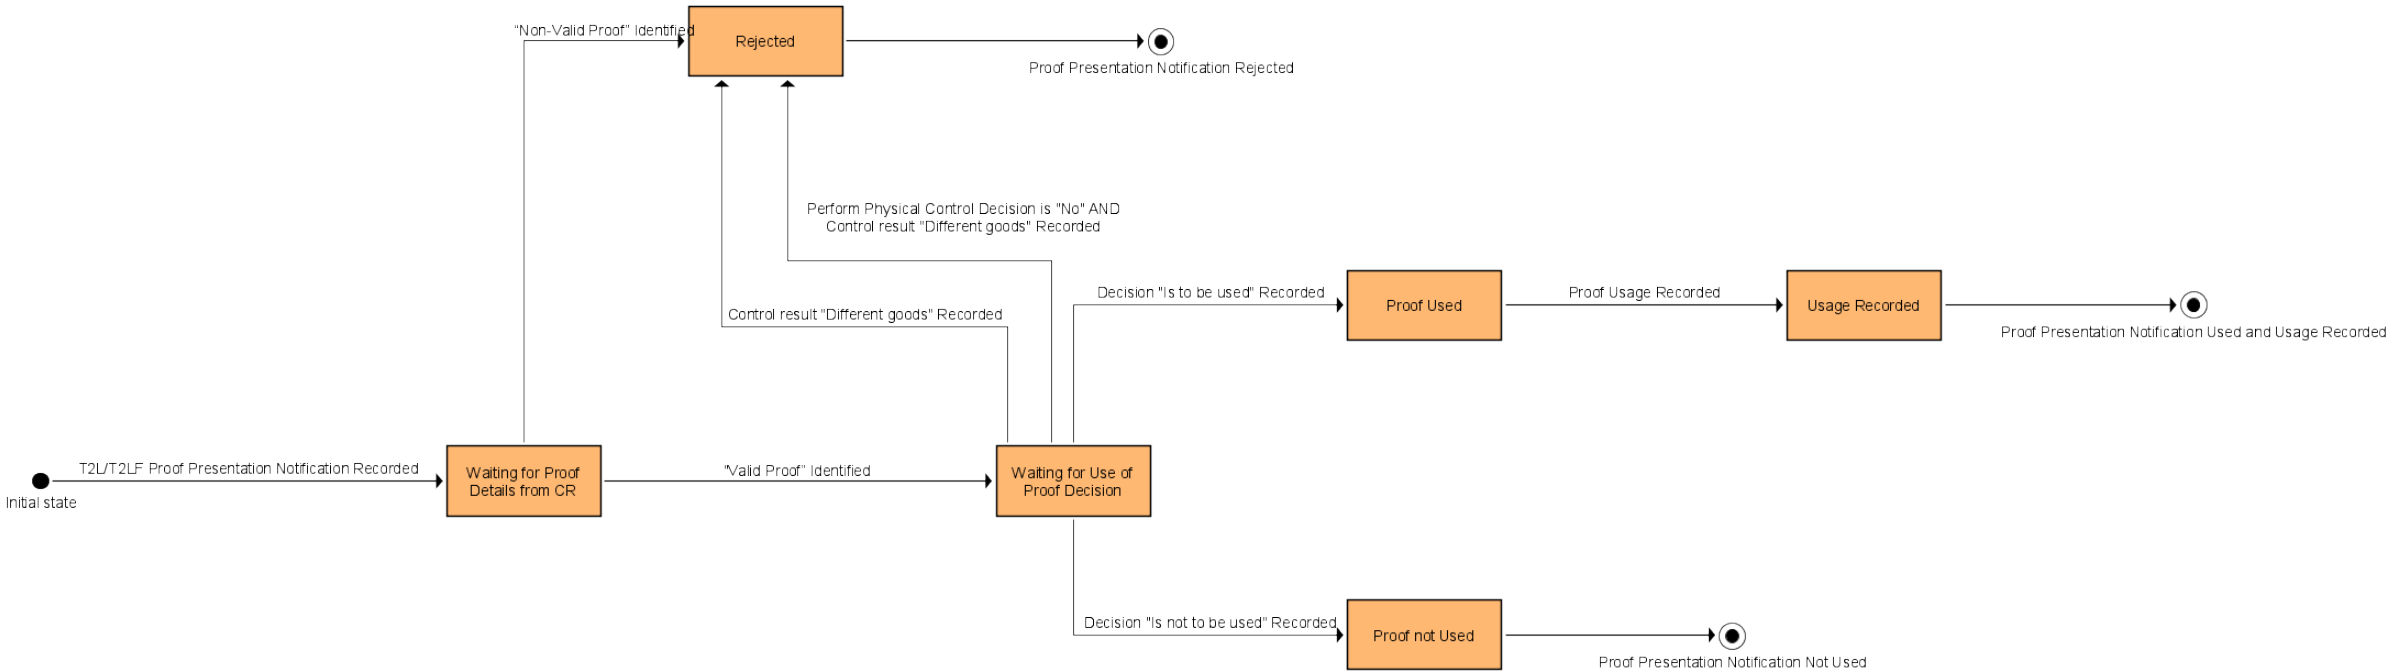 “Non-Valid Proof” Identified
Rejected
Proof Presentation Notification Rejected
Perform Physical Control Decision is "No" AND
Control result "Different goods" Recorded
Decision "Is to be used" Recorded
Proof Used
Proof Usage Recorded
Usage Recorded
Control result "Different goods" Recorded
Proof Presentation Notification Used and Usage Recorded
T2L/T2LF Proof Presentation Notification Recorded
Initial state
Waiting for Proof
Details from CR
“Valid Proof” Identified
Waiting for Use of
Proof Decision
Decision "Is not to be used" Recorded
Proof not Used
Proof Presentation Notification Not Used